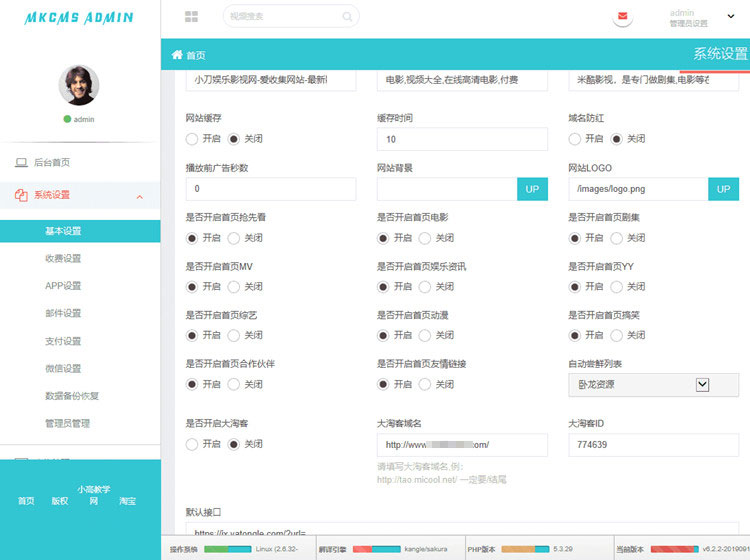 MKCMS ADMIN
admin
后台首页
系统设置
基本设置
收费设置
APP设置
邮件设置
支付设置
微信设置
数据备份恢复
管理员管理
首页 版权 小高教学网 淘宝
视频搜索
admin
管理员设置
首页
系统设置
小刀娱乐影视网-爱收集网站-最新
电影,视频大全,在线高清电影,付费
米酷影视，是专门做剧集,电影等
网站缓存 缓存时间 域名防红
开启 关闭 10 开启 关闭
播放前广告秒数 网站背景 网站LOGO
0 UP /images/logo.png UP
是否开启首页抢先看 是否开启首页电影 是否开启首页剧集
开启 关闭 开启 关闭 开启 关闭
是否开启首页MV 是否开启首页娱乐资讯 是否开启首页YY
开启 关闭 开启 关闭 开启 关闭
是否开启首页综艺 是否开启首页动漫 是否开启首页搞笑
开启 关闭 开启 关闭 开启 关闭
是否开启首页合作伙伴 是否开启首页友情链接 自动尝鲜列表
开启 关闭 开启 关闭 卧龙资源
是否开启大淘客 大淘客域名 大淘客ID
开启 关闭 http://www. om/ 774639
请填写大淘客域名,例:
http://tao.micool.net/ 一定要/结尾
默认接口
https://jx.yatongle.com/?url=
操作系统 Linux (2.6.32- 解译引擎 kangle/sakura PHP版本 5.3.29 当前版本 v6.2.2-2019091